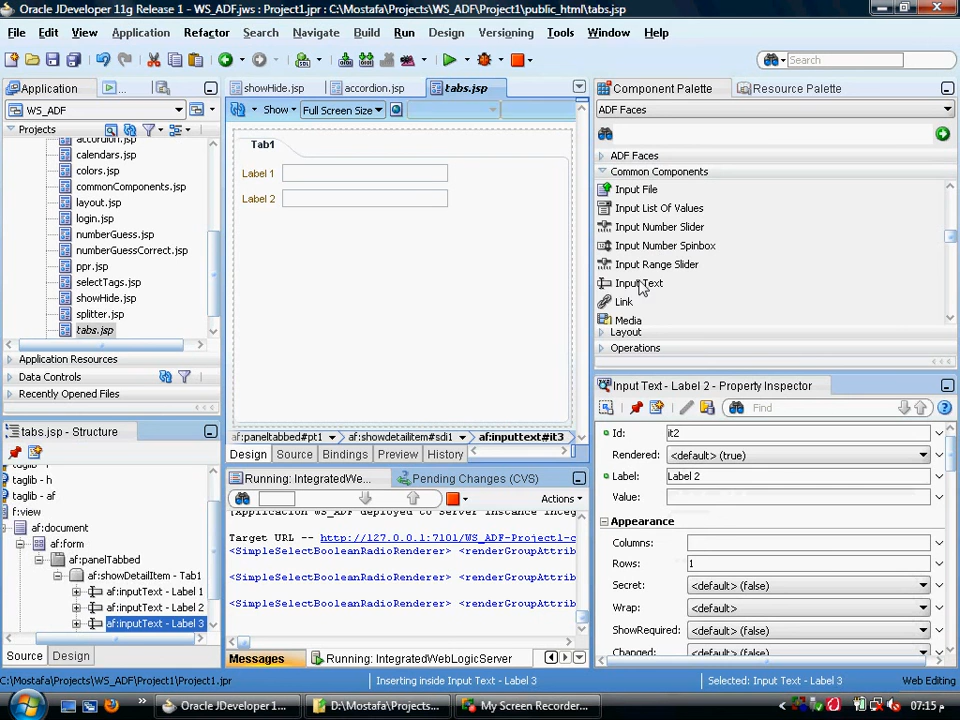 Oracle JDeveloper 11g Release 1 - WS_ADF.jws : Project1.jpr : C:\Mostafa\Projects\WS_ADF\Project1\public_html\tabs.jsp
File Edit View Application Refactor Search Navigate Build Run Design Versioning Tools Window Help
Search
Application
WS_ADF
Projects
accordion.jsp
calendars.jsp
colors.jsp
commonComponents.jsp
layout.jsp
login.jsp
numberGuess.jsp
numberGuessCorrect.jsp
ppr.jsp
selectTags.jsp
showHide.jsp
splitter.jsp
tabs.jsp
Application Resources
Data Controls
Recently Opened Files
tabs.jsp - Structure
taglib - h
taglib - af
f:view
af:document
af:form
af:panelTabbed
af:showDetailItem - Tab1
af:inputText - Label 1
af:inputText - Label 2
af:inputText - Label 3
Source Design
showHide.jsp accordion.jsp tabs.jsp
Show Full Screen Size
Tab1
Label 1
Label 2
af:paneltabbed#pt1 af:showdetailitem#sdi1 af:inputtext#it3
Design Source Bindings Preview History
Running: IntegratedWe... Pending Changes (CVS)
Actions
[Application WS_ADF deployed to Server Instance Integ
Target URL -- http://127.0.0.1:7101/WS_ADF-Project1-c
<SimpleSelectBooleanRadioRenderer> <renderGroupAttrib
<SimpleSelectBooleanRadioRenderer> <renderGroupAttrib
<SimpleSelectBooleanRadioRenderer> <renderGroupAttrib
Messages Running: IntegratedWebLogicServer
Component Palette Resource Palette
ADF Faces
ADF Faces
Common Components
Input File
Input List Of Values
Input Number Slider
Input Number Spinbox
Input Range Slider
Input Text
Link
Media
Layout
Operations
Input Text - Label 2 - Property Inspector
Find
Id: it2
Rendered: <default> (true)
Label: Label 2
Value:
Appearance
Columns:
Rows: 1
Secret: <default> (false)
Wrap: <default>
ShowRequired: <default> (false)
Changed: <default> (false)
C:/Mostafa/Projects/WS_ADF/Project1/Project1.jpr Inserting inside Input Text - Label 3 Selected: Input Text - Label 3 Web Editing
Oracle JDeveloper 1... D:\Mostafa\Projects... My Screen Recorder... 07:15 م